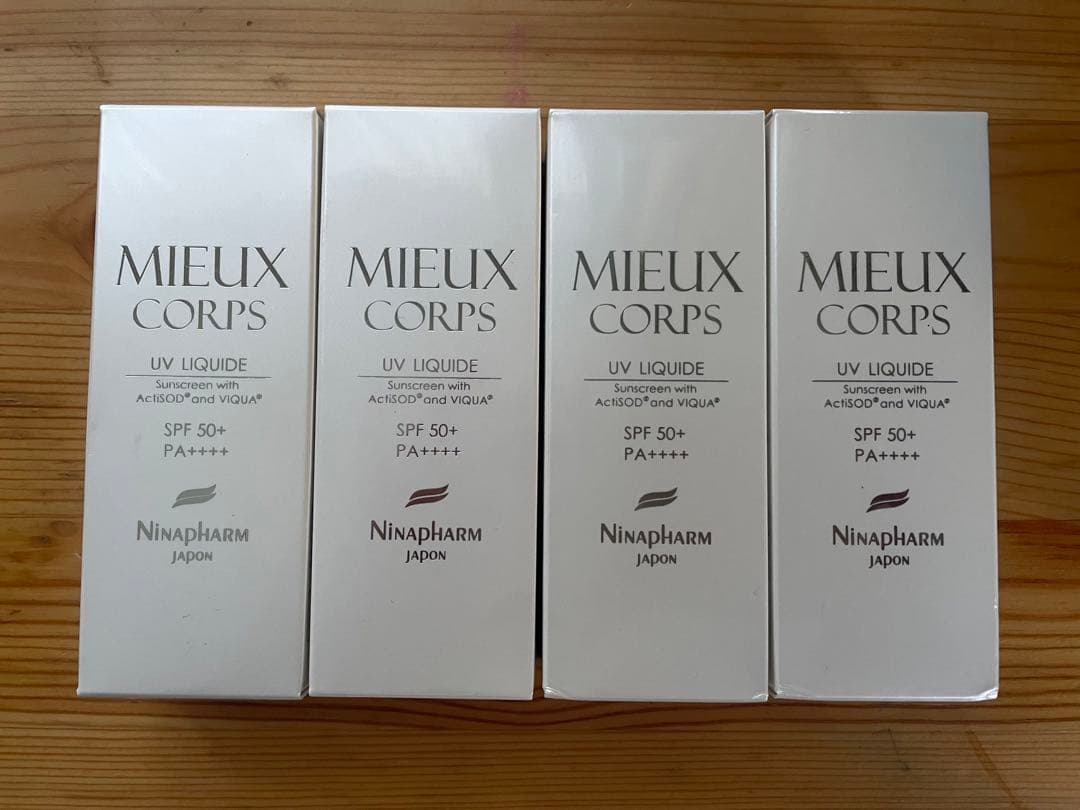 MIEUX
CORPS
UV LIQUIDE
Sunscreen with
ActiSOD® and VIQUA®
SPF 50+
PA++++
NINAPHARM
JAPON
MIEUX
CORPS
UV LIQUIDE
Sunscreen with
ActiSOD® and VIQUA®
SPF 50+
PA++++
NINAPHARM
JAPON
MIEUX
CORPS
UV LIQUIDE
Sunscreen with
ActiSOD® and VIQUA®
SPF 50+
PA++++
NINAPHARM
JAPON
MIEUX
CORPS
UV LIQUIDE
Sunscreen with
ActiSOD® and VIQUA®
SPF 50+
PA++++
NINAPHARM
JAPON